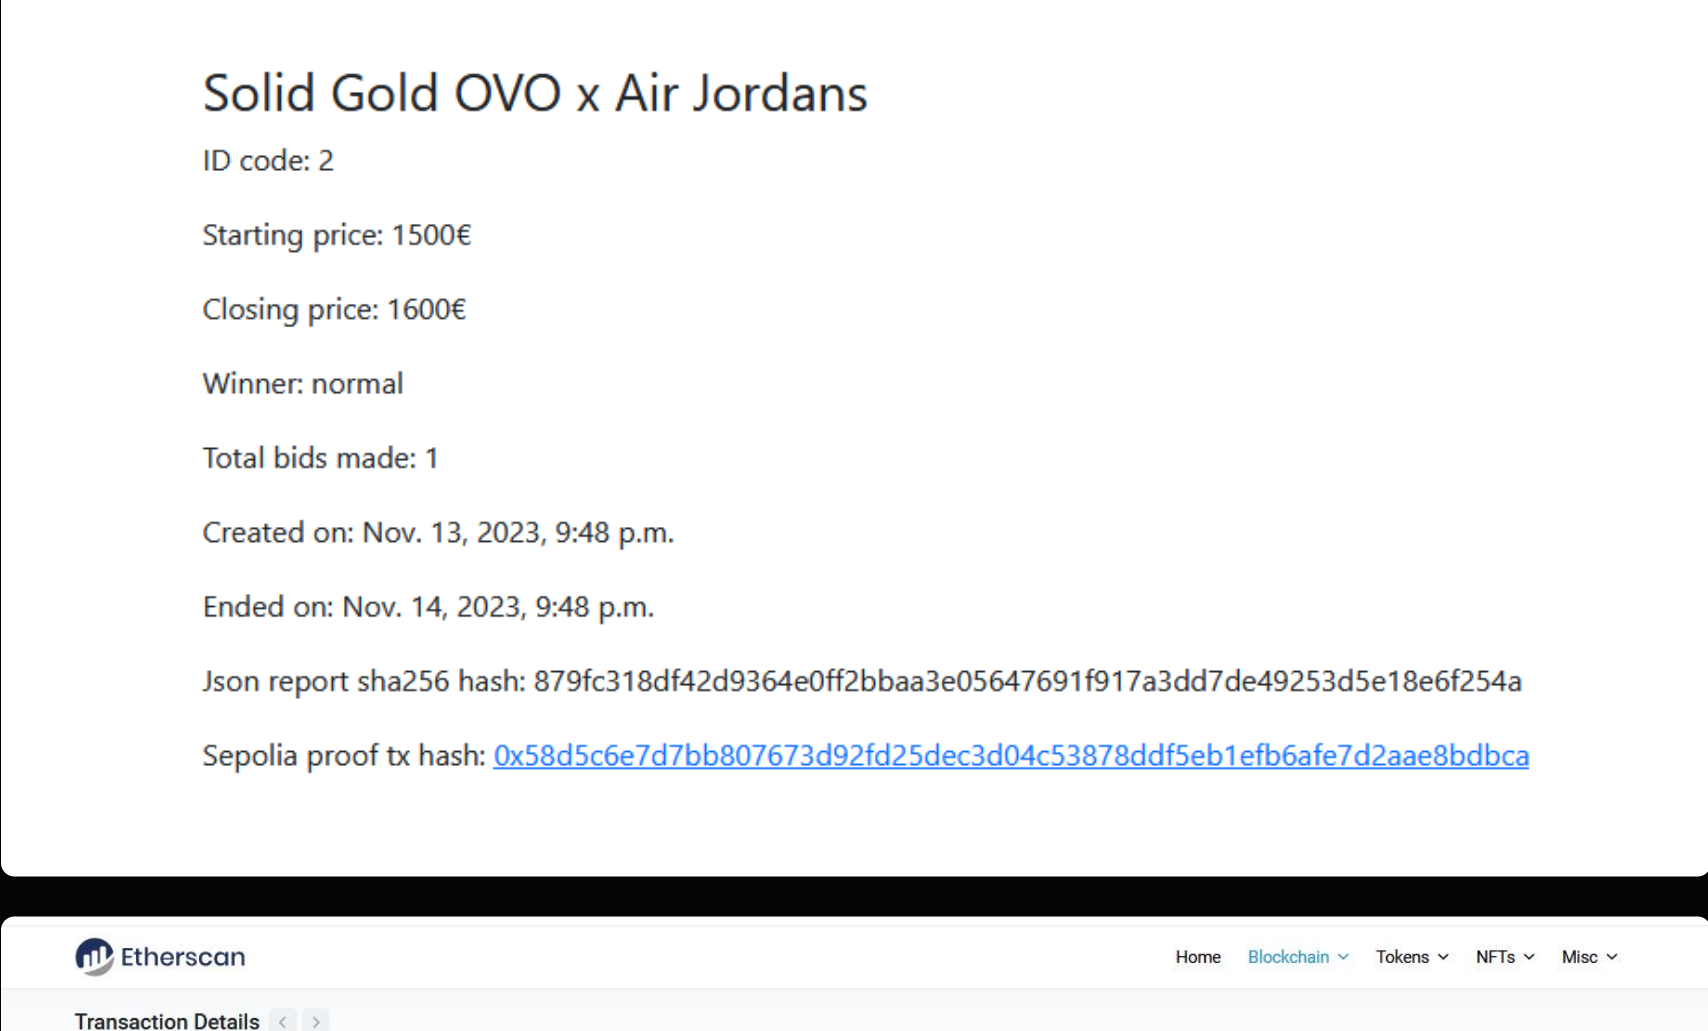 Solid Gold OVO x Air Jordans
ID code: 2
Starting price: 1500€
Closing price: 1600€
Winner: normal
Total bids made: 1
Created on: Nov. 13, 2023, 9:48 p.m.
Ended on: Nov. 14, 2023, 9:48 p.m.
Json report sha256 hash: 879fc318df42d9364e0ff2bbaa3e05647691f917a3dd7de49253d5e18e6f254a
Sepolia proof tx hash: 0x58d5c6e7d7bb807673d92fd25dec3d04c53878ddf5eb1efb6afe7d2aae8bdbca
Etherscan Home Blockchain Tokens NFTs Misc
Transaction Details